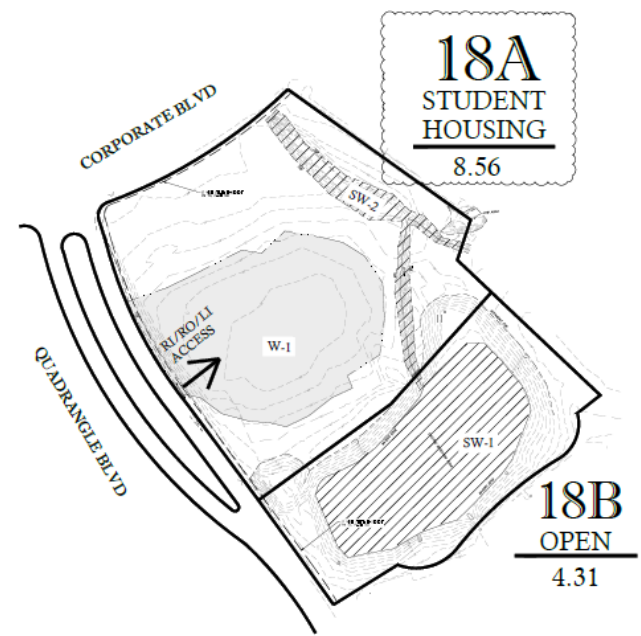 18A
STUDENT
HOUSING
8.56
CORPORATE BLVD
SW-2
RI/RO/LI
ACCESS
W-1
QUADRANGLE BLVD
SW-1
18B
OPEN
4.31